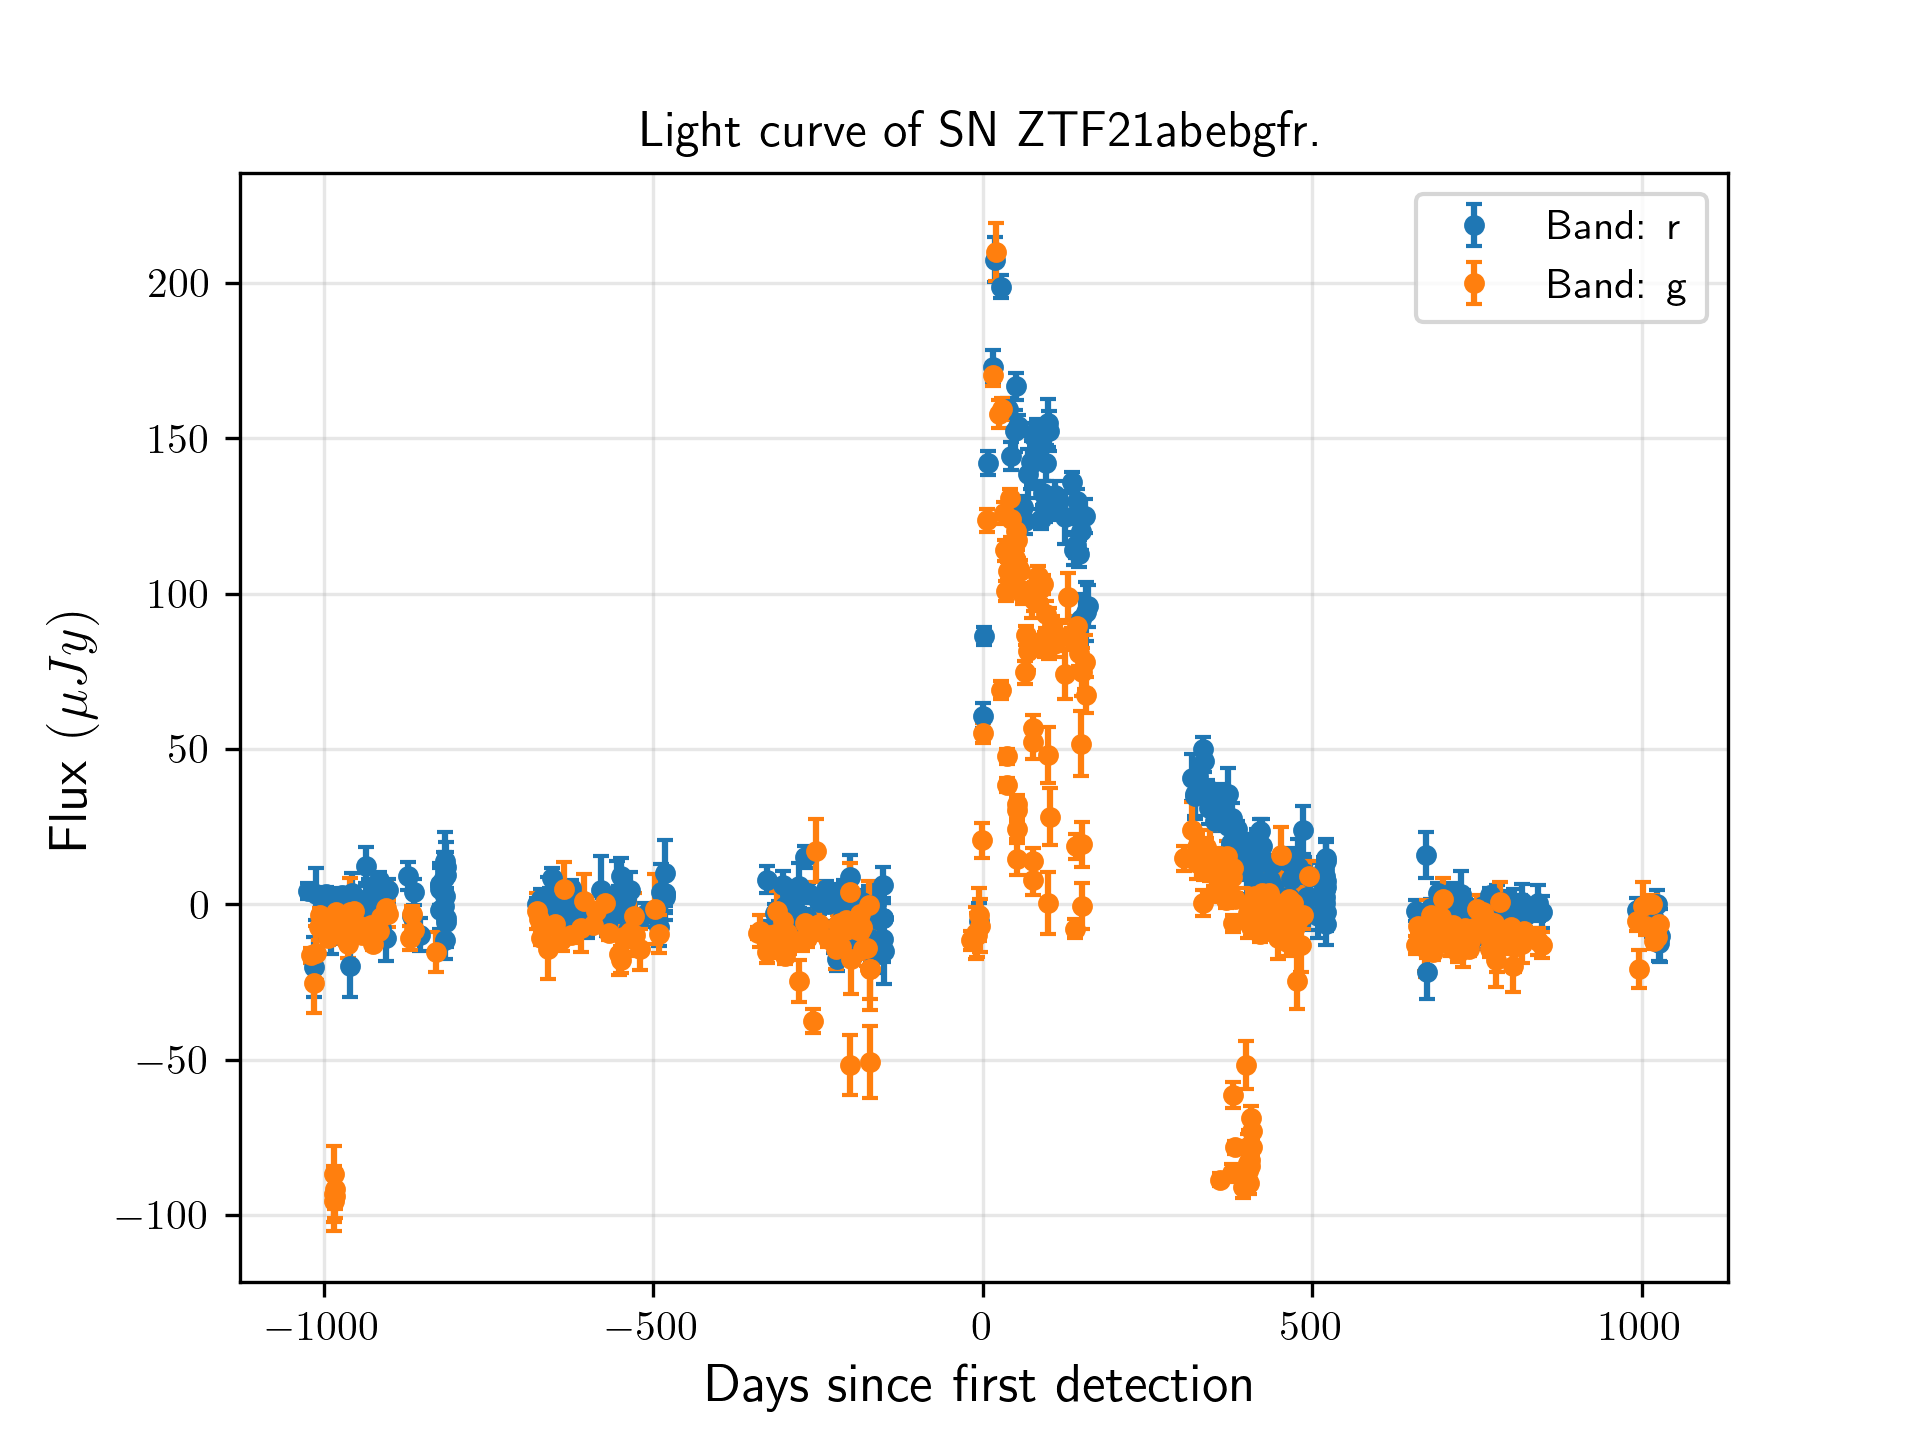 Light curve of SN ZTF21abebgfr.
Band: r
Band: g
200
150
100
50
0
−50
−100
Flux (μJy)
−1000
−500
0
500
1000
Days since first detection